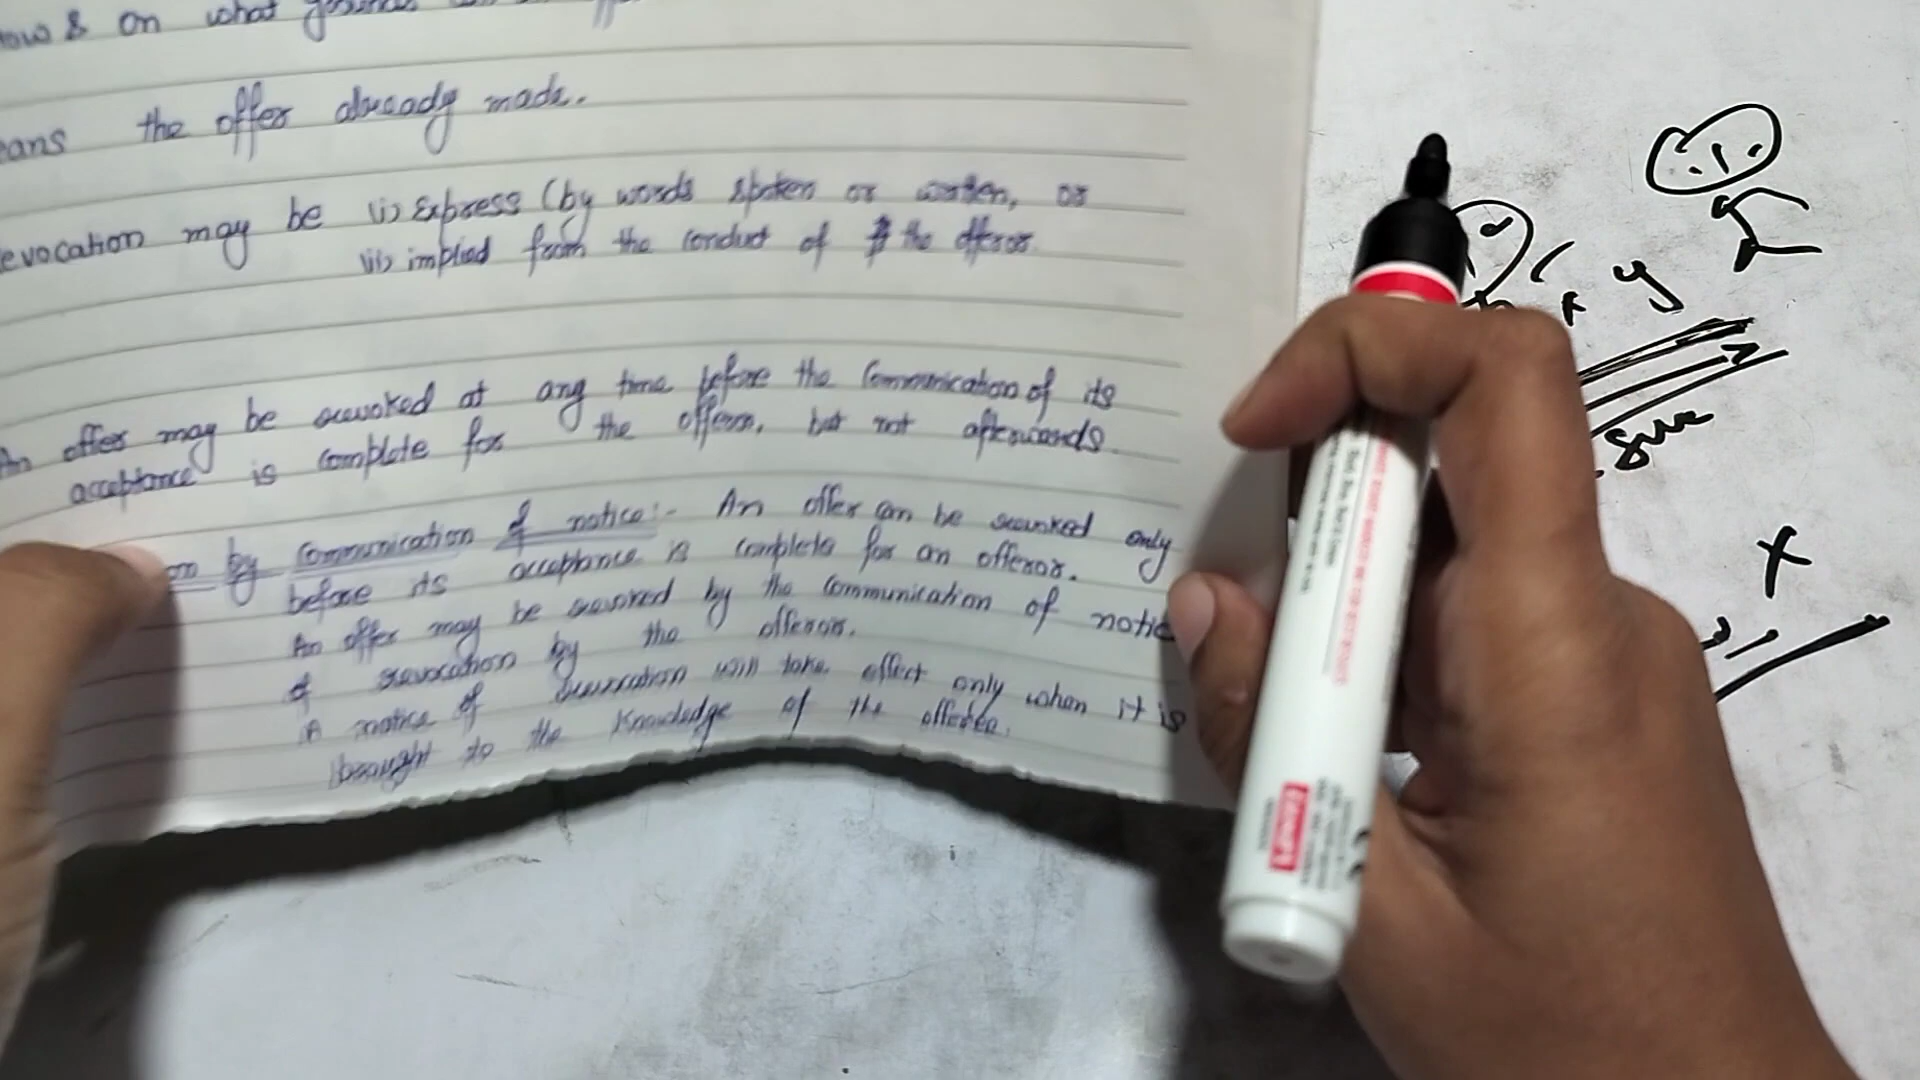 & on what
the offer already made.
evocation may be (i) Express (by words spoken or written, or
(ii) implied from the conduct of the offeror.
An offer may be revoked at any time before the Communication of its
acceptance is complete for the offeror, but not afterwards.
on by Communication of notice:- An offer can be revoked only
before its acceptance is complete for an offeror.
An offer may be revoked by the communication of notic
of revocation by the offeror.
A notice of revocation will take effect only when it is
brought to the knowledge of the offeree.
y
x